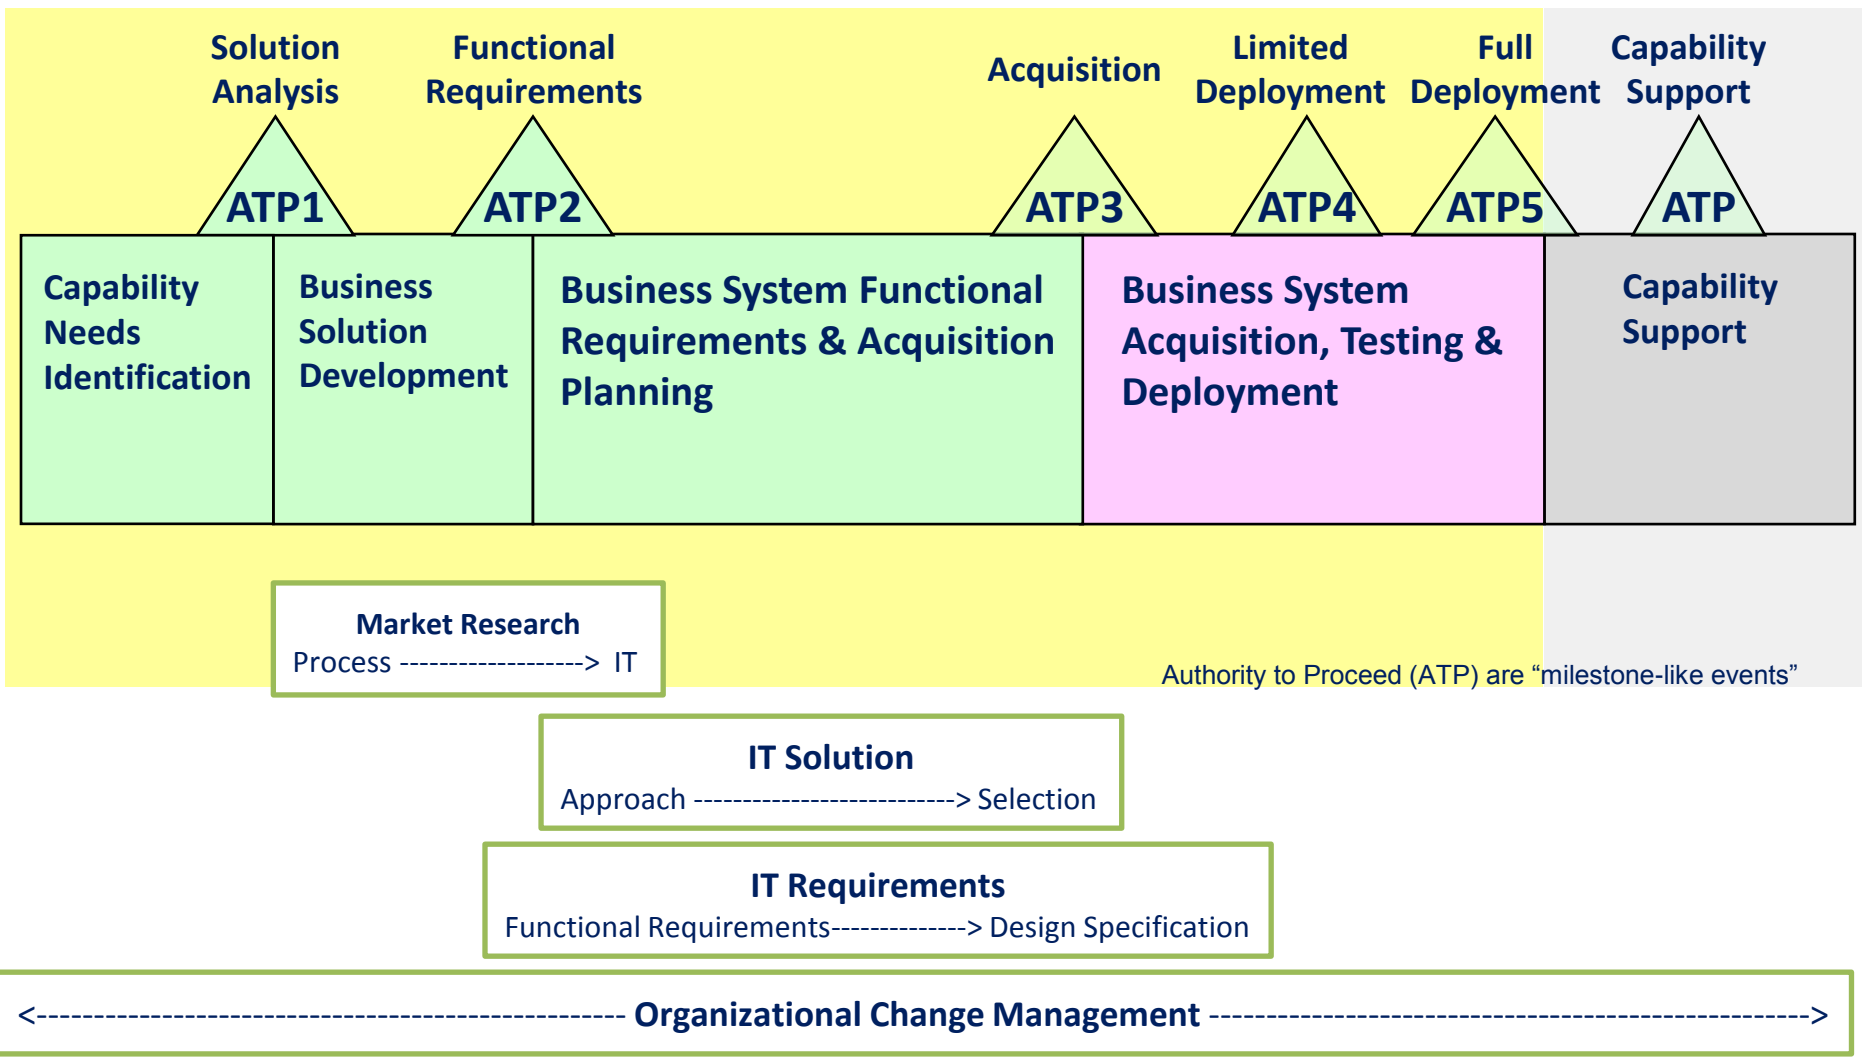 Solution
Analysis
Functional
Requirements
Acquisition
Limited
Deployment
Full
Deployment
Capability
Support
ATP1
ATP2
ATP3
ATP4
ATP5
ATP
Capability
Needs
Identification
Business
Solution
Development
Business System Functional
Requirements & Acquisition
Planning
Business System
Acquisition, Testing &
Deployment
Capability
Support
Market Research
Process -------------------> IT
Authority to Proceed (ATP) are “milestone-like events”
IT Solution
Approach ---------------------------> Selection
IT Requirements
Functional Requirements--------------> Design Specification
<------------------------------------------------------------ Organizational Change Management ------------------------------------------------------------->